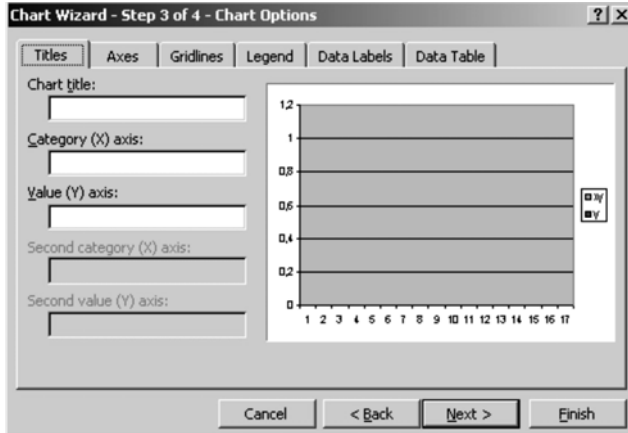 Chart Wizard - Step 3 of 4 - Chart Options
Titles Axes Gridlines Legend Data Labels Data Table
Chart title:
Category (X) axis:
Value (Y) axis:
Second category (X) axis:
Second value (Y) axis:
1,2
1
0,8
0,6
0,4
0,2
0
1 2 3 4 5 6 7 8 9 10 11 12 13 14 15 16 17
Y
Cancel < Back Next > Finish